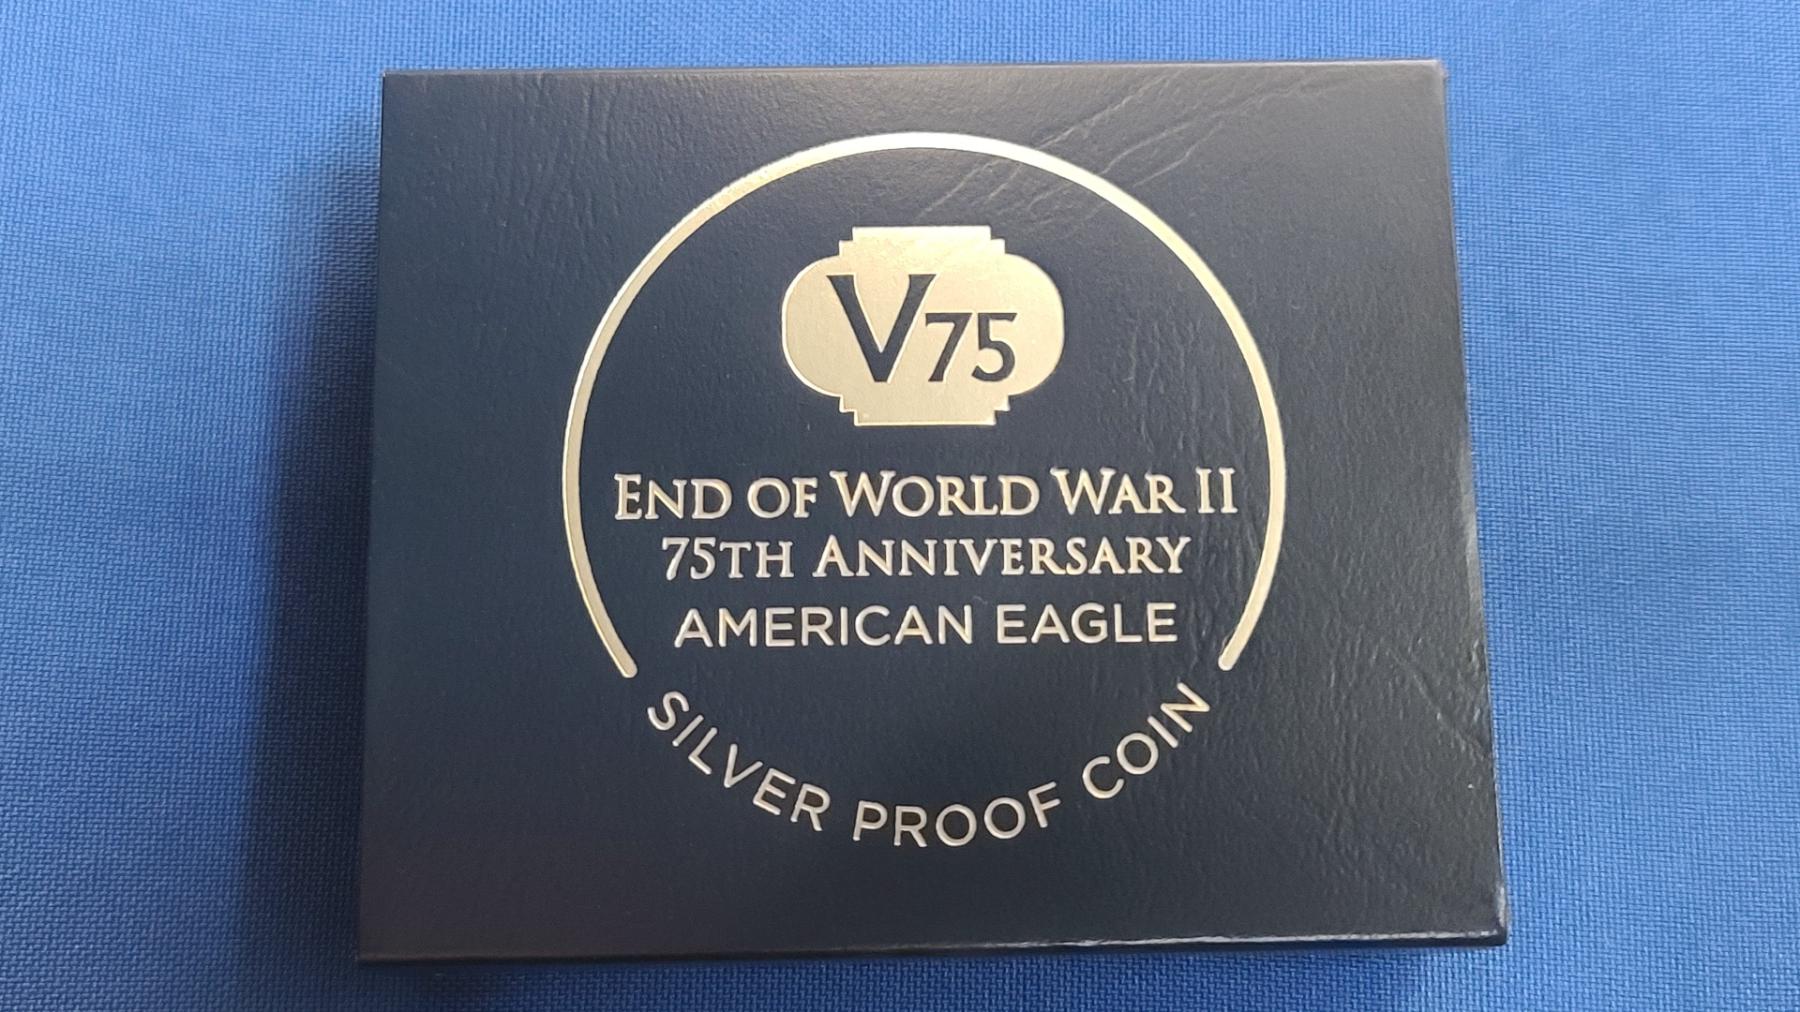 V75
END OF WORLD WAR II
75TH ANNIVERSARY
AMERICAN EAGLE
SILVER PROOF COIN